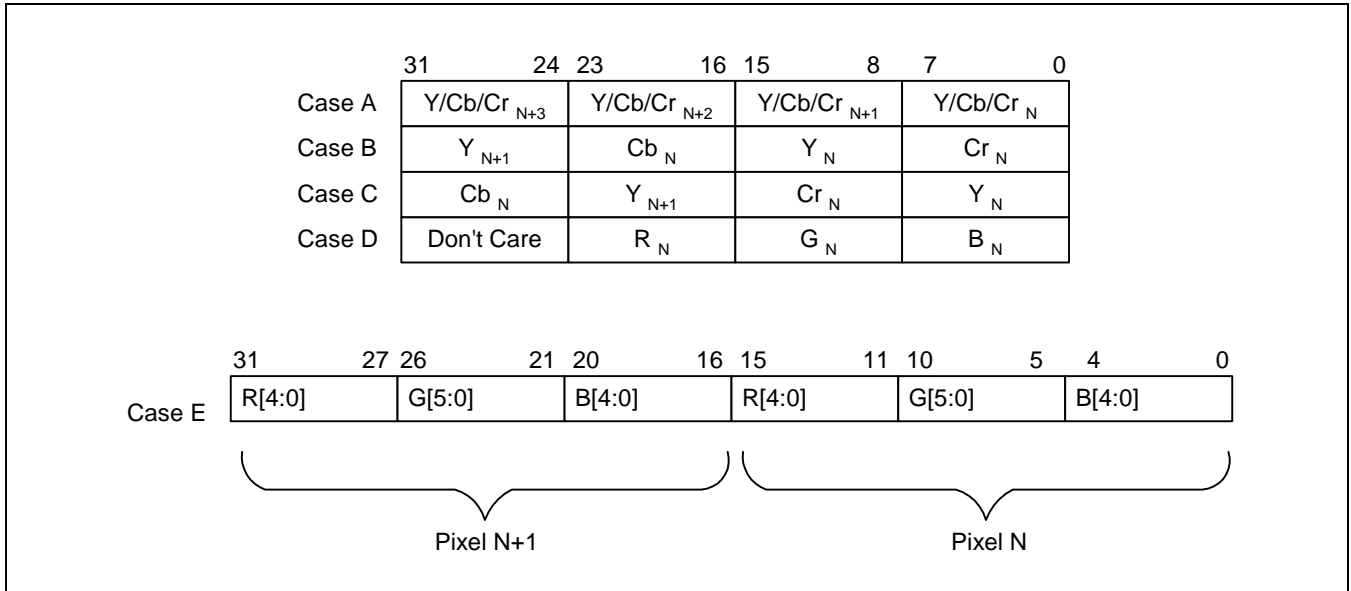 31 24 23 16 15 8 7 0
Case A Y/Cb/Cr N+3 Y/Cb/Cr N+2 Y/Cb/Cr N+1 Y/Cb/Cr N
Case B Y N+1 Cb N Y N Cr N
Case C Cb N Y N+1 Cr N Y N
Case D Don't Care R N G N B N
31 27 26 21 20 16 15 11 10 5 4 0
Case E R[4:0] G[5:0] B[4:0] R[4:0] G[5:0] B[4:0]
Pixel N+1 Pixel N